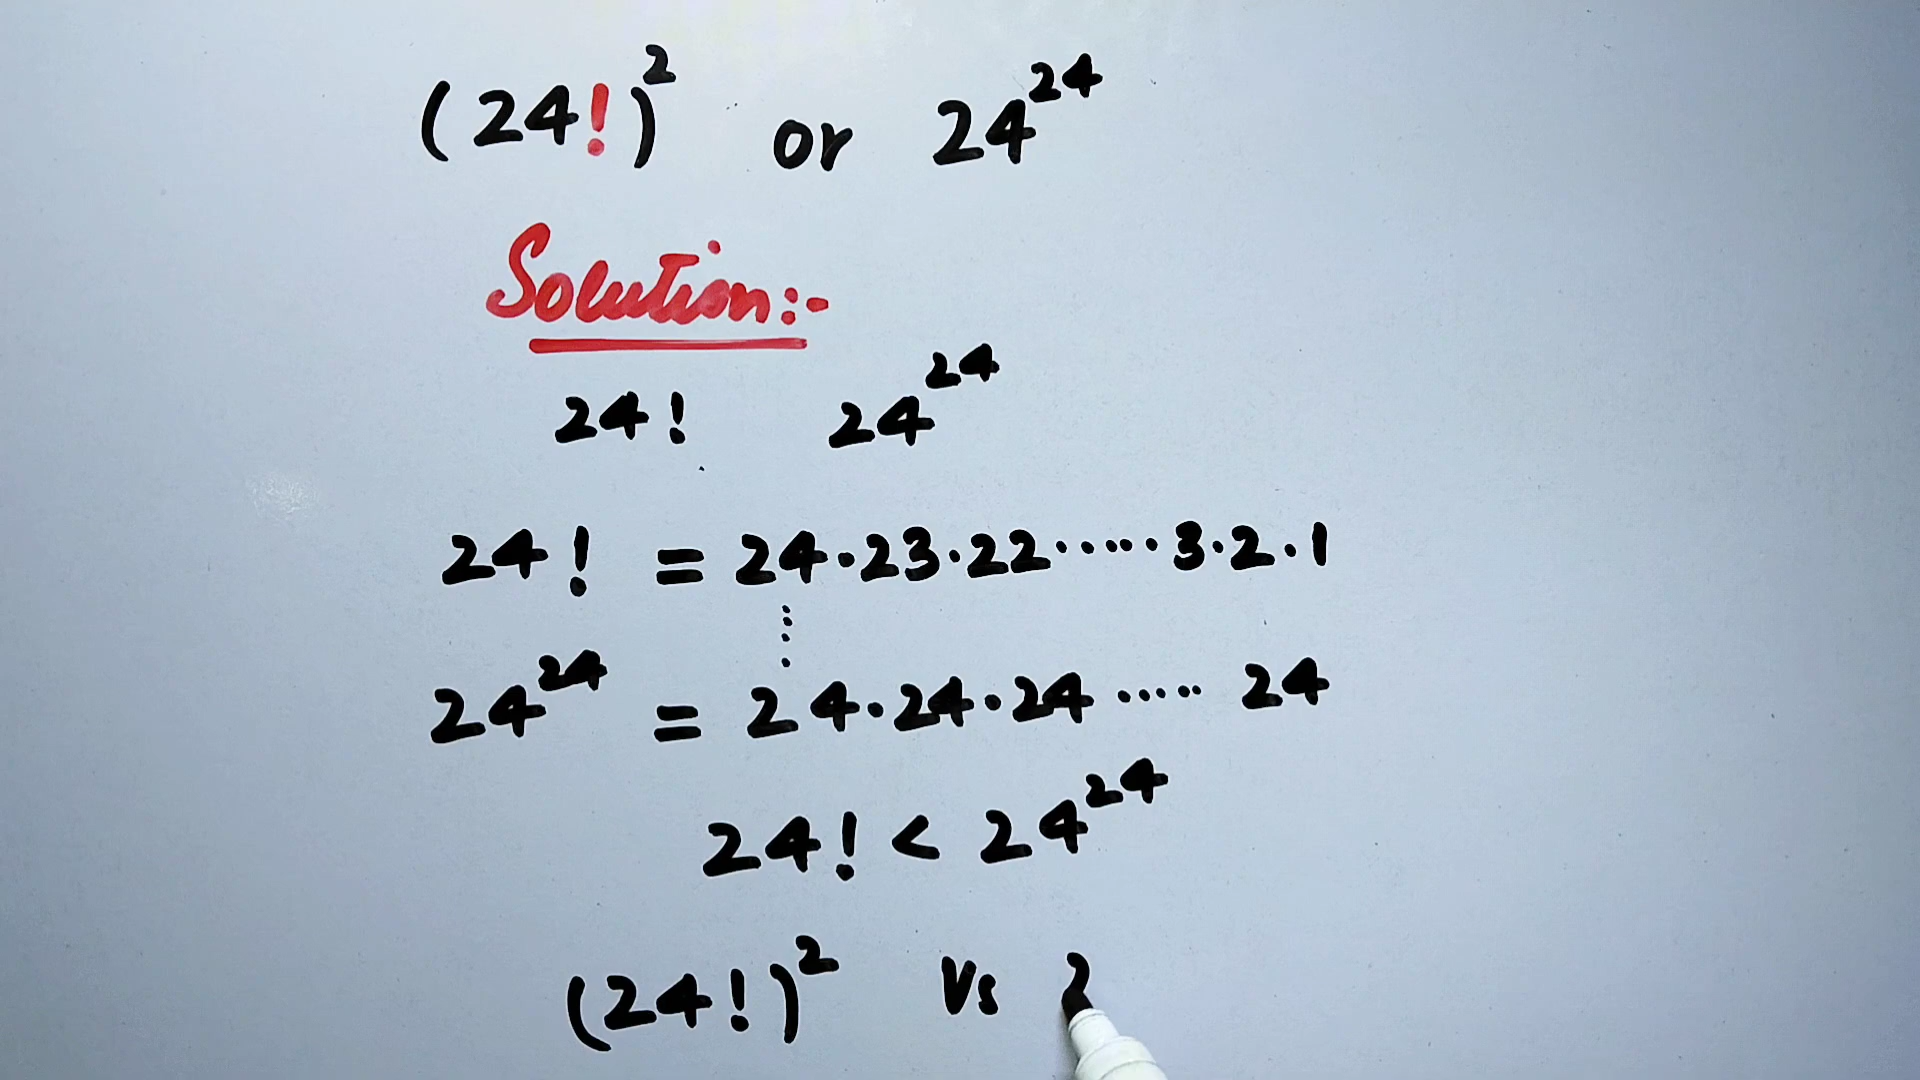 (24!)² or 24²⁴
Solution:-
24! 24²⁴
24! = 24·23·22·····3·2·1
24²⁴ = 24·24·24 ····· 24
24! < 24²⁴
(24!)² Vs 2